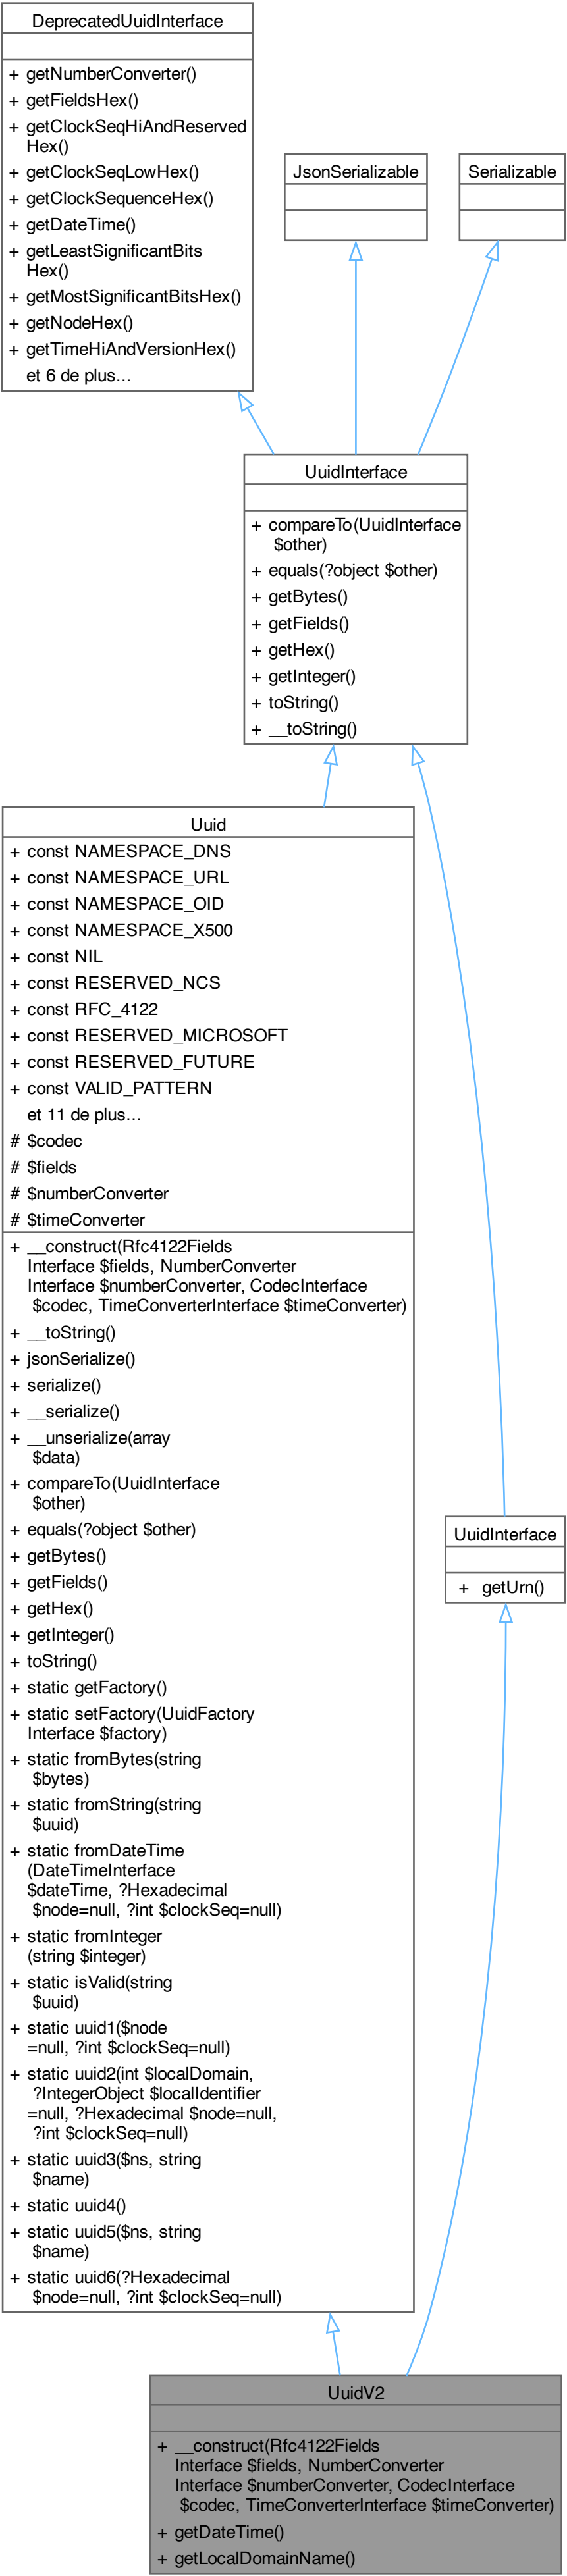 DeprecatedUuidInterface
+ getNumberConverter()
+ getFieldsHex()
+ getClockSeqHiAndReserved
Hex()
+ getClockSeqLowHex()
+ getClockSequenceHex()
+ getDateTime()
+ getLeastSignificantBits
Hex()
+ getMostSignificantBitsHex()
+ getNodeHex()
+ getTimeHiAndVersionHex()
et 6 de plus...
JsonSerializable
Serializable
UuidInterface
+ compareTo(UuidInterface
$other)
+ equals(?object $other)
+ getBytes()
+ getFields()
+ getHex()
+ getInteger()
+ toString()
+ __toString()
Uuid
+ const NAMESPACE_DNS
+ const NAMESPACE_URL
+ const NAMESPACE_OID
+ const NAMESPACE_X500
+ const NIL
+ const RESERVED_NCS
+ const RFC_4122
+ const RESERVED_MICROSOFT
+ const RESERVED_FUTURE
+ const VALID_PATTERN
et 11 de plus...
# $codec
# $fields
# $numberConverter
# $timeConverter
+ __construct(Rfc4122Fields
Interface $fields, NumberConverter
Interface $numberConverter, CodecInterface
$codec, TimeConverterInterface $timeConverter)
+ __toString()
+ jsonSerialize()
+ serialize()
+ __serialize()
+ __unserialize(array
$data)
+ compareTo(UuidInterface
$other)
+ equals(?object $other)
+ getBytes()
+ getFields()
+ getHex()
+ getInteger()
+ toString()
+ static getFactory()
+ static setFactory(UuidFactory
Interface $factory)
+ static fromBytes(string
$bytes)
+ static fromString(string
$uuid)
+ static fromDateTime
(DateTimeInterface
$dateTime, ?Hexadecimal
$node=null, ?int $clockSeq=null)
+ static fromInteger
(string $integer)
+ static isValid(string
$uuid)
+ static uuid1($node
=null, ?int $clockSeq=null)
+ static uuid2(int $localDomain,
?IntegerObject $localIdentifier
=null, ?Hexadecimal $node=null,
?int $clockSeq=null)
+ static uuid3($ns, string
$name)
+ static uuid4()
+ static uuid5($ns, string
$name)
+ static uuid6(?Hexadecimal
$node=null, ?int $clockSeq=null)
UuidInterface
+ getUrn()
UuidV2
+ __construct(Rfc4122Fields
Interface $fields, NumberConverter
Interface $numberConverter, CodecInterface
$codec, TimeConverterInterface $timeConverter)
+ getDateTime()
+ getLocalDomainName()